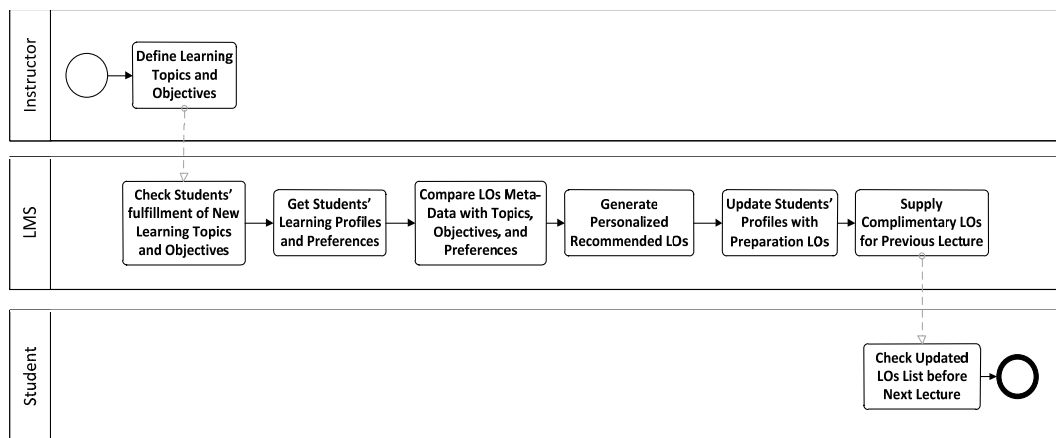 Instructor
Define Learning
Topics and
Objectives
LMS
Check Students'
fulfillment of New
Learning Topics
and Objectives
Get Students'
Learning Profiles
and Preferences
Compare LOs Meta-
Data with Topics,
Objectives, and
Preferences
Generate
Personalized
Recommended LOs
Update Students'
Profiles with
Preparation LOs
Supply
Complimentary LOs
for Previous Lecture
Student
Check Updated
LOs List before
Next Lecture